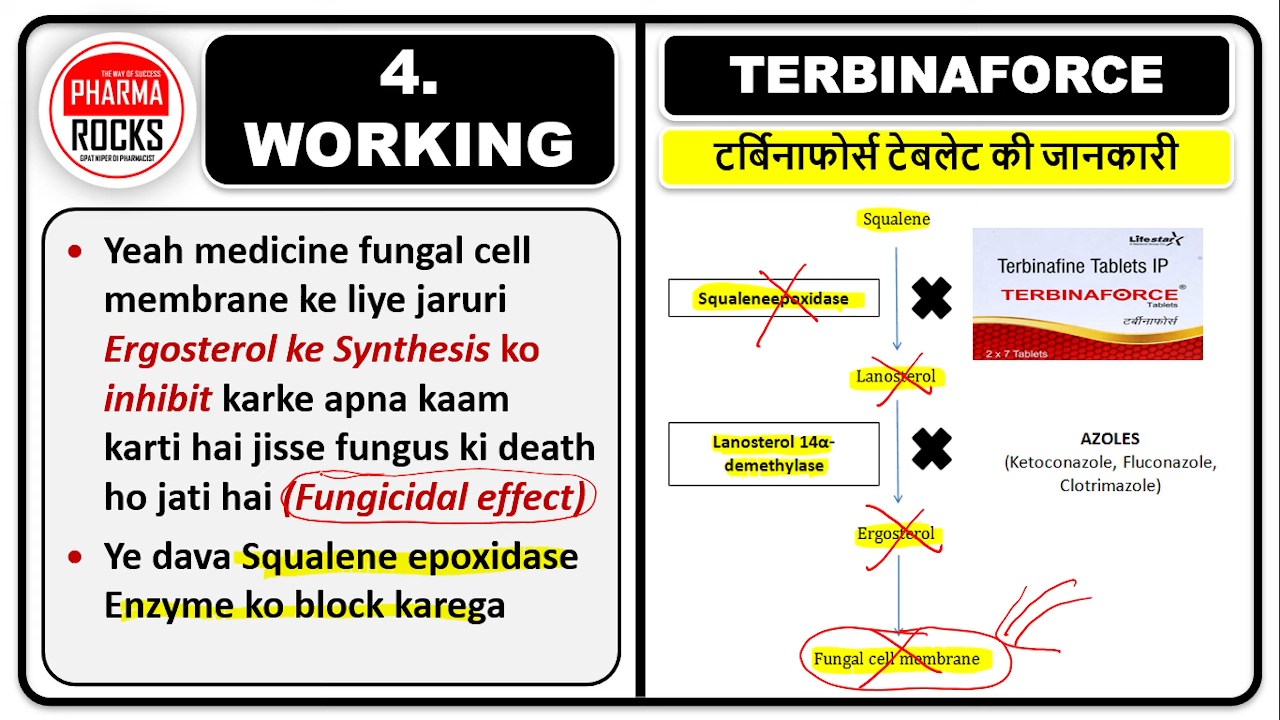 THE WAY OF SUCCESS
PHARMA
ROCKS
GPAT NIPER DI PHARMACIST
4.
WORKING
• Yeah medicine fungal cell
membrane ke liye jaruri
Ergosterol ke Synthesis ko
inhibit karke apna kaam
karti hai jisse fungus ki death
ho jati hai (Fungicidal effect)
• Ye dava Squalene epoxidase
Enzyme ko block karega
TERBINAFORCE
टर्बिनाफोर्स टेबलेट की जानकारी
Squalene
Squaleneepoxidase
Lifestar
Terbinafine Tablets IP
TERBINAFORCE®
Tablets
टर्बीनाफोर्स
2 x 7 Tablets
Lanosterol
Lanosterol 14α-
demethylase
AZOLES
(Ketoconazole, Fluconazole,
Clotrimazole)
Ergosterol
Fungal cell membrane